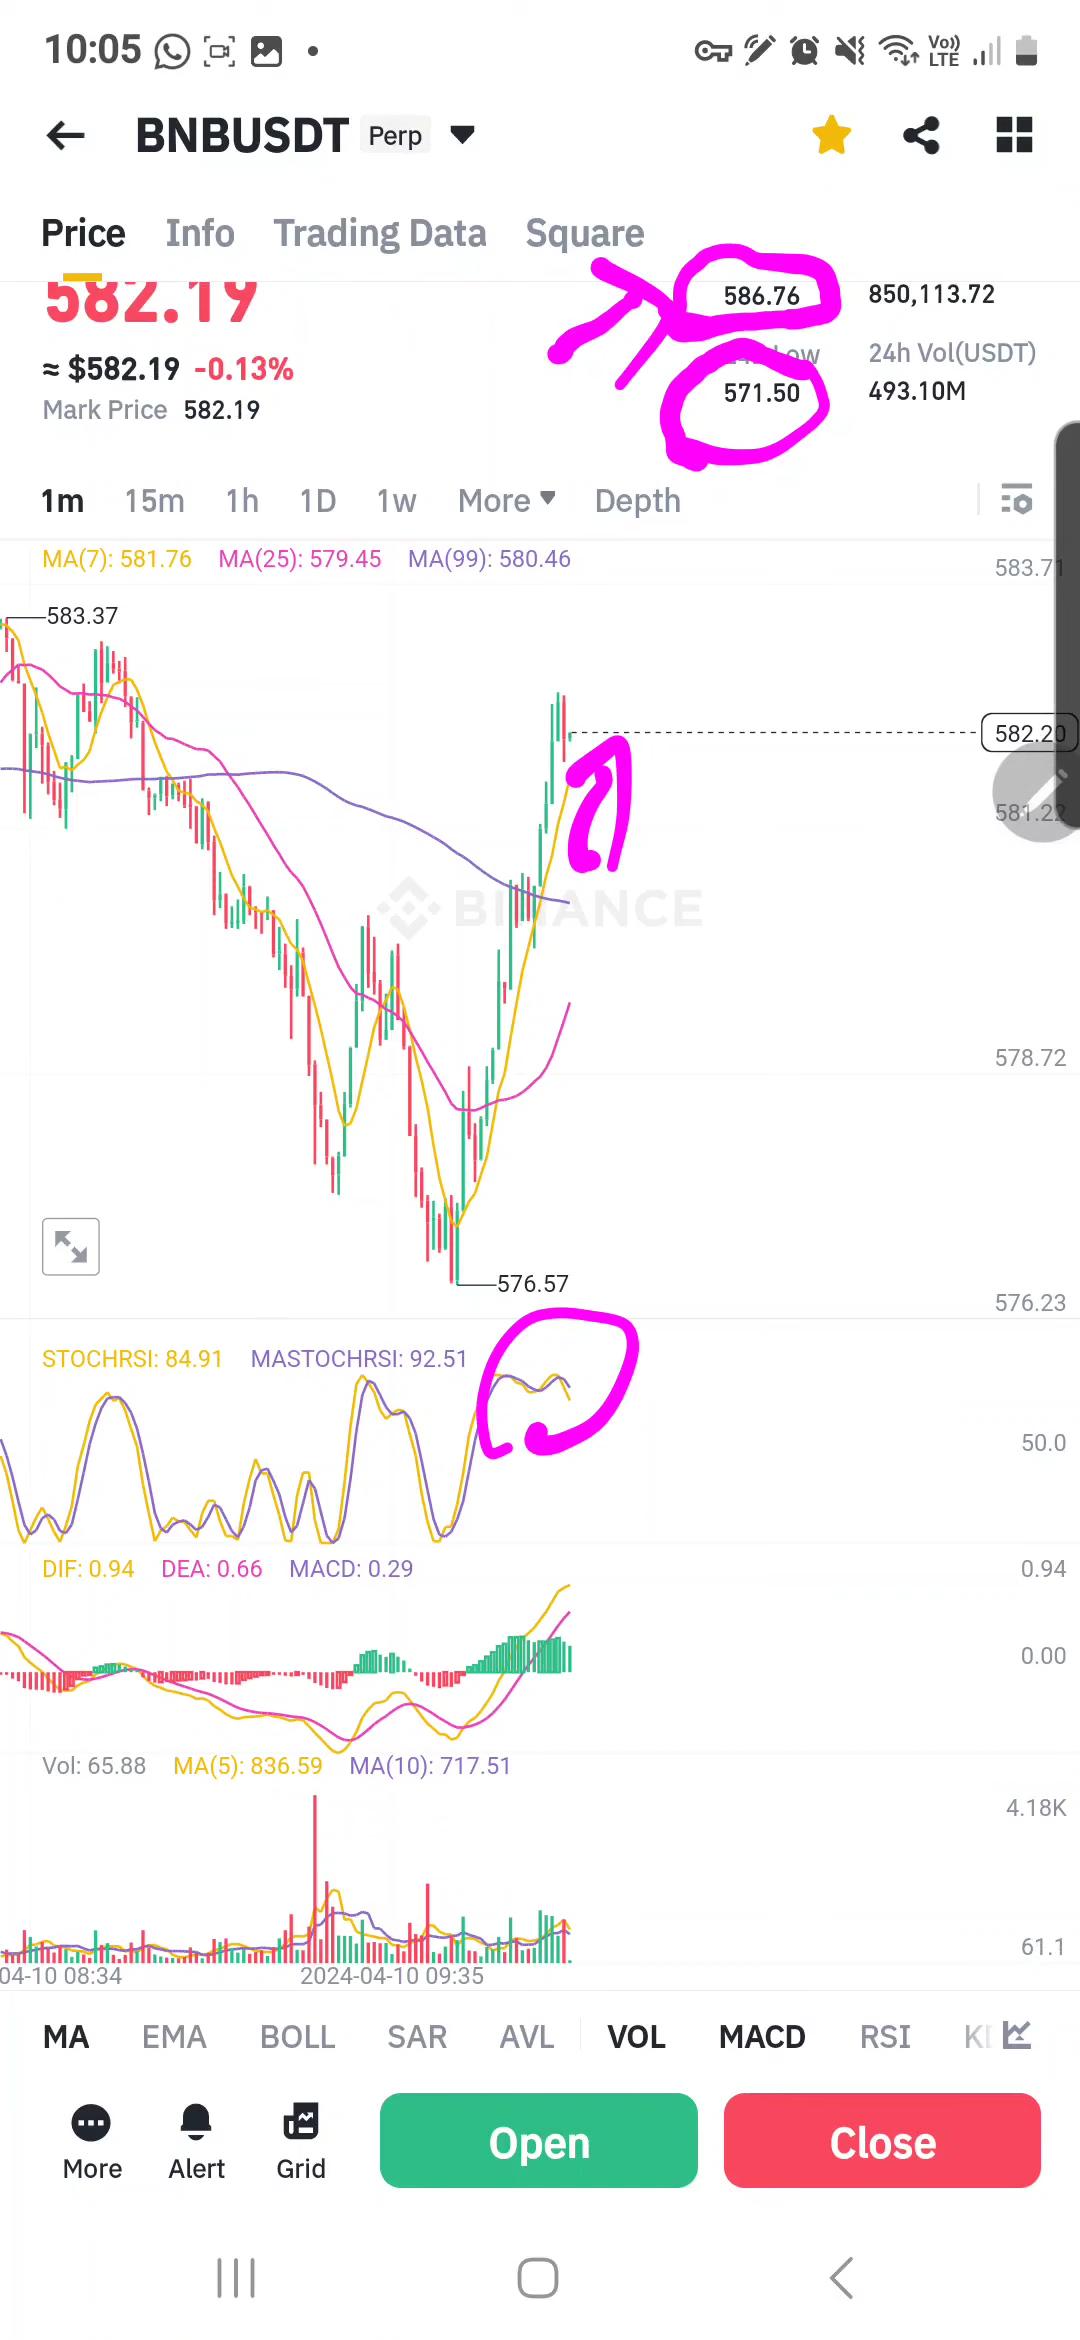 10:05 Vo)) LTE
BNBUSDT Perp
Price Info Trading Data Square
582.19 586.76 850,113.72
≈ $582.19 -0.13% Low 24h Vol(USDT)
Mark Price 582.19 571.50 493.10M
1m 15m 1h 1D 1w More Depth
MA(7): 581.76 MA(25): 579.45 MA(99): 580.46
583.71
583.37
582.20
581.22
BINANCE
578.72
576.57
576.23
STOCHRSI: 84.91 MASTOCHRSI: 92.51
50.0
DIF: 0.94 DEA: 0.66 MACD: 0.29 0.94
0.00
Vol: 65.88 MA(5): 836.59 MA(10): 717.51
4.18K
61.1
04-10 08:34 2024-04-10 09:35
MA EMA BOLL SAR AVL VOL MACD RSI
More Alert Grid Open Close